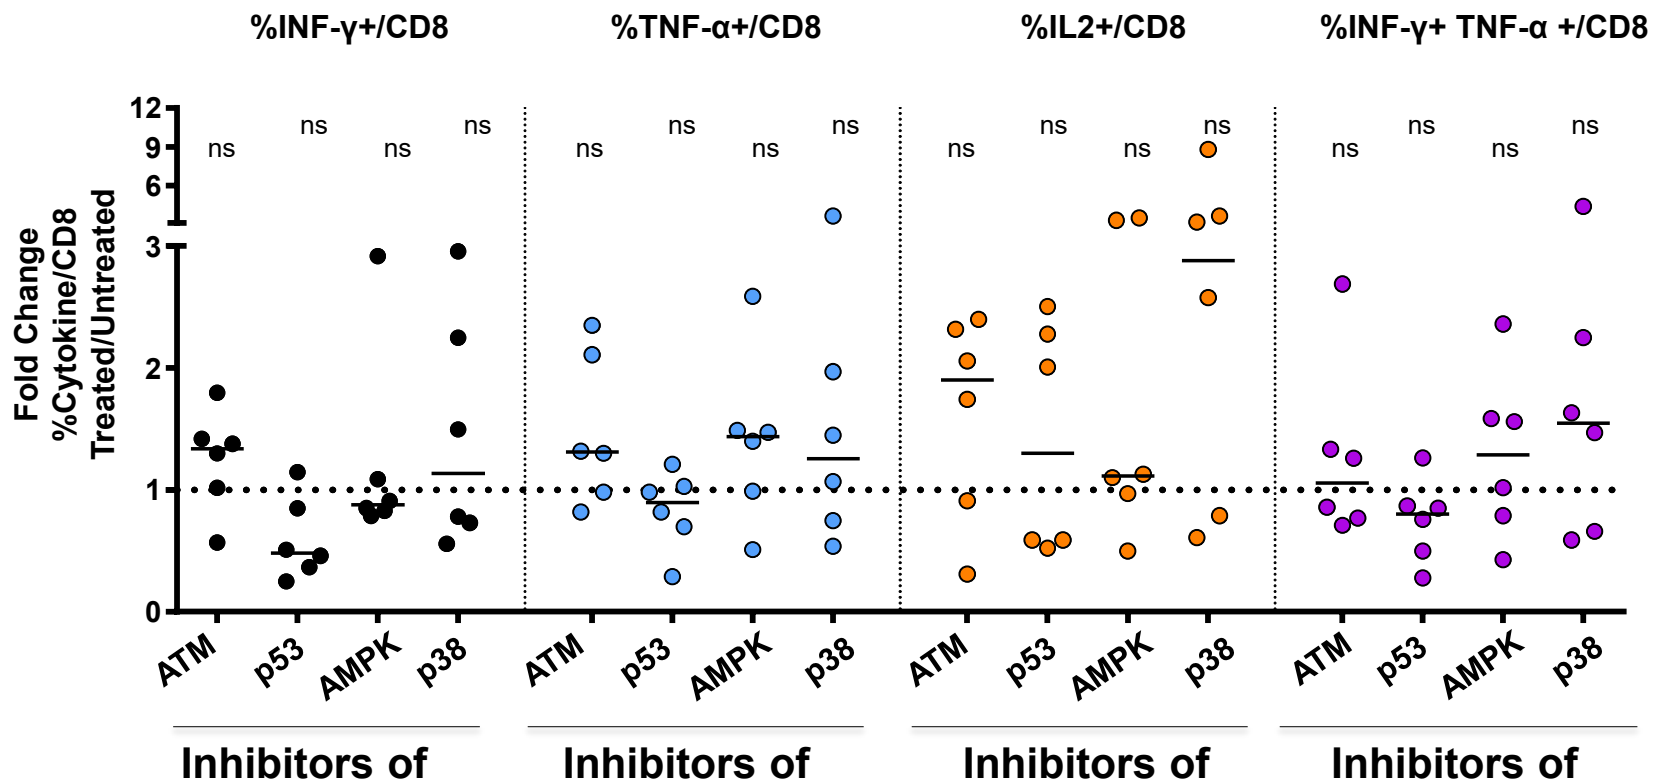 %INF-γ+/CD8 %TNF-α+/CD8 %IL2+/CD8 %INF-γ+ TNF-α +/CD8
Fold Change
%Cytokine/CD8
Treated/Untreated
12
9
6
3
2
1
0
ns ns ns ns ns ns ns ns
ns ns ns ns ns ns ns ns
ATM p53 AMPK p38 ATM p53 AMPK p38 ATM p53 AMPK p38 ATM p53 AMPK p38
Inhibitors of Inhibitors of Inhibitors of Inhibitors of